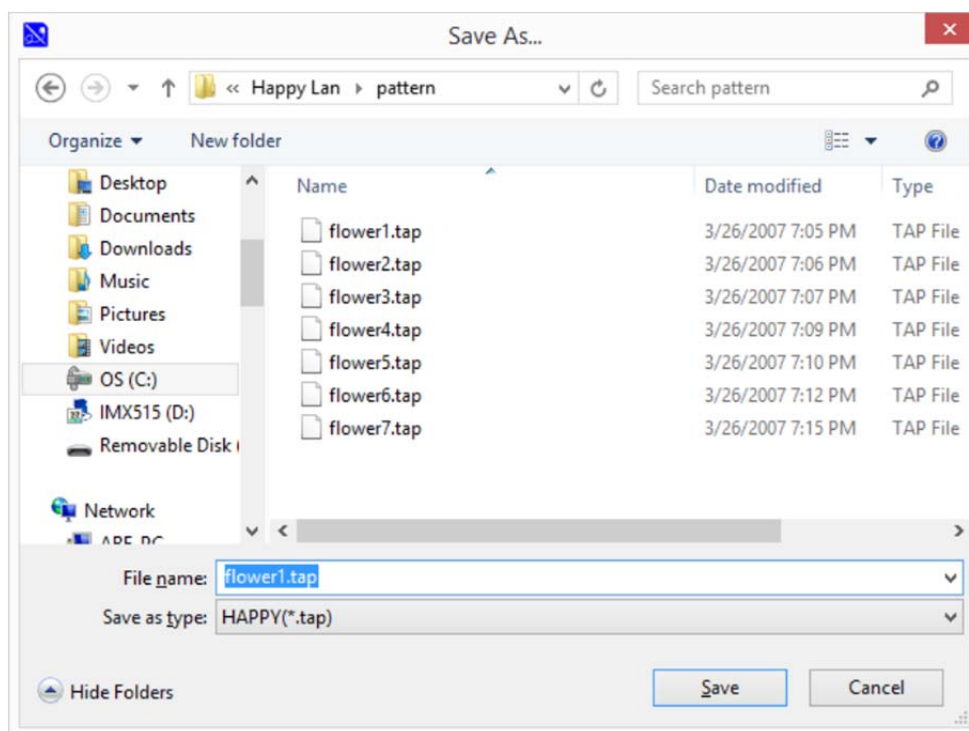 Save As...
« Happy Lan pattern
Search pattern
Organize New folder
Name Date modified Type
Desktop
Documents
Downloads
Music
Pictures
Videos
OS (C:)
IMX515 (D:)
Removable Disk (
Network
flower1.tap 3/26/2007 7:05 PM TAP File
flower2.tap 3/26/2007 7:06 PM TAP File
flower3.tap 3/26/2007 7:07 PM TAP File
flower4.tap 3/26/2007 7:09 PM TAP File
flower5.tap 3/26/2007 7:10 PM TAP File
flower6.tap 3/26/2007 7:12 PM TAP File
flower7.tap 3/26/2007 7:15 PM TAP File
File name: flower1.tap
Save as type: HAPPY(*.tap)
Hide Folders
Save Cancel